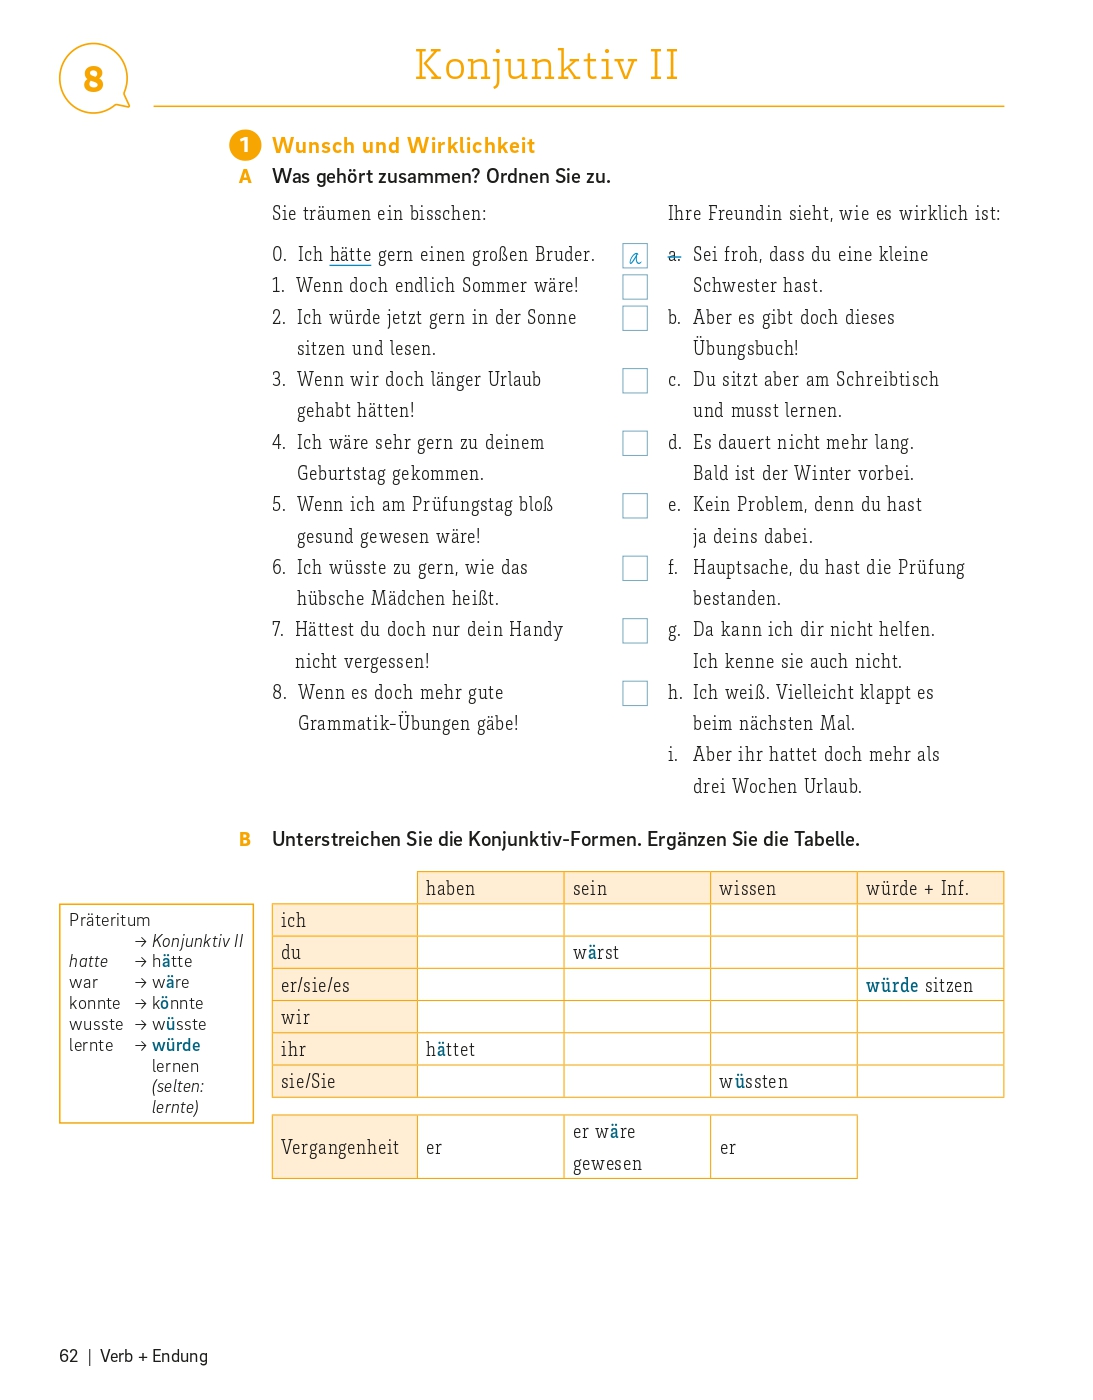 8
Konjunktiv II
1 Wunsch und Wirklichkeit
A Was gehört zusammen? Ordnen Sie zu.
Sie träumen ein bisschen:
0. Ich hätte gern einen großen Bruder.
1. Wenn doch endlich Sommer wäre!
2. Ich würde jetzt gern in der Sonne
sitzen und lesen.
3. Wenn wir doch länger Urlaub
gehabt hätten!
4. Ich wäre sehr gern zu deinem
Geburtstag gekommen.
5. Wenn ich am Prüfungstag bloß
gesund gewesen wäre!
6. Ich wüsste zu gern, wie das
hübsche Mädchen heißt.
7. Hättest du doch nur dein Handy
nicht vergessen!
8. Wenn es doch mehr gute
Grammatik-Übungen gäbe!
a
Ihre Freundin sieht, wie es wirklich ist:
a. Sei froh, dass du eine kleine
Schwester hast.
b. Aber es gibt doch dieses
Übungsbuch!
c. Du sitzt aber am Schreibtisch
und musst lernen.
d. Es dauert nicht mehr lang.
Bald ist der Winter vorbei.
e. Kein Problem, denn du hast
ja deins dabei.
f. Hauptsache, du hast die Prüfung
bestanden.
g. Da kann ich dir nicht helfen.
Ich kenne sie auch nicht.
h. Ich weiß. Vielleicht klappt es
beim nächsten Mal.
i. Aber ihr hattet doch mehr als
drei Wochen Urlaub.
B Unterstreichen Sie die Konjunktiv-Formen. Ergänzen Sie die Tabelle.
Präteritum
→ Konjunktiv II
hatte → hätte
war → wäre
konnte → könnte
wusste → wüsste
lernte → würde
lernen
(selten:
lernte)
haben sein wissen würde + Inf.
ich
du wärst
er/sie/es würde sitzen
wir
ihr hättet
sie/Sie wüssten
er wäre
Vergangenheit er er
gewesen
62 | Verb + Endung